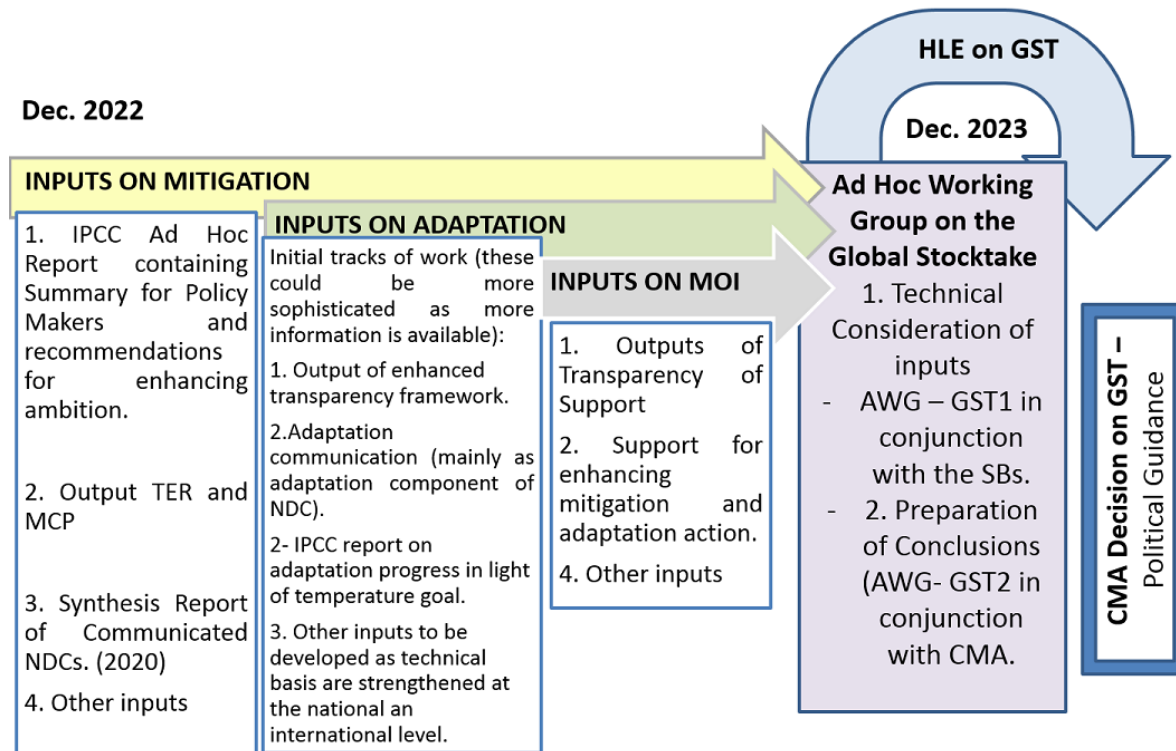 HLE on GST
Dec. 2022
Dec. 2023
INPUTS ON MITIGATION
1. IPCC Ad Hoc
Report containing
Summary for Policy
Makers and
recommendations
for enhancing
ambition.
2. Output TER and
MCP
3. Synthesis Report
of Communicated
NDCs. (2020)
4. Other inputs
INPUTS ON ADAPTATION
Initial tracks of work (these
could be more
sophisticated as more
information is available):
1. Output of enhanced
transparency framework.
2.Adaptation
communication (mainly as
adaptation component of
NDC).
2- IPCC report on
adaptation progress in light
of temperature goal.
3. Other inputs to be
developed as technical
basis are strengthened at
the national an
international level.
INPUTS ON MOI
1. Outputs of
Transparency of
Support
2. Support for
enhancing
mitigation and
adaptation action.
4. Other inputs
Ad Hoc Working
Group on the
Global Stocktake
1. Technical
Consideration of
inputs
- AWG – GST1 in
conjunction
with the SBs.
- 2. Preparation
of Conclusions
(AWG- GST2 in
conjunction
with CMA.
CMA Decision on GST –
Political Guidance